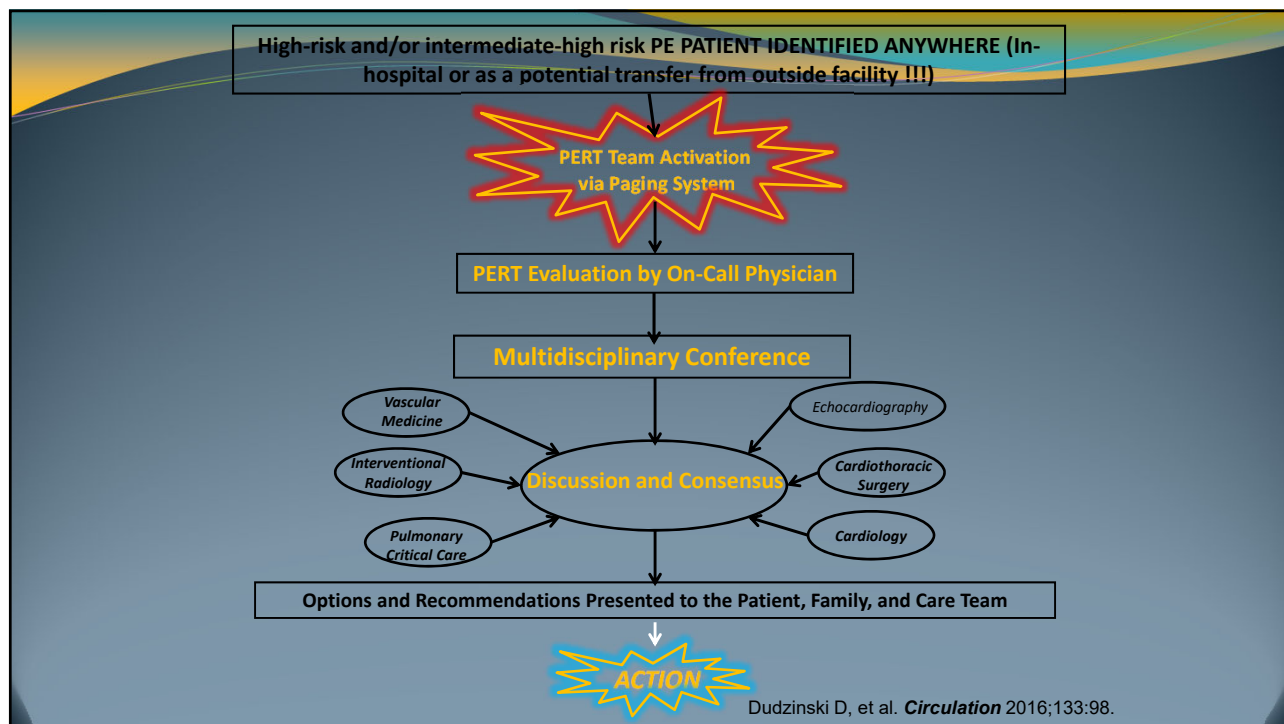 High-risk and/or intermediate-high risk PE PATIENT IDENTIFIED ANYWHERE (In-
hospital or as a potential transfer from outside facility !!!)
PERT Team Activation
via Paging System
PERT Evaluation by On-Call Physician
Multidisciplinary Conference
Vascular
Medicine
Echocardiography
Interventional
Radiology
Discussion and Consensus
Cardiothoracic
Surgery
Pulmonary
Critical Care
Cardiology
Options and Recommendations Presented to the Patient, Family, and Care Team
ACTION
Dudzinski D, et al. Circulation 2016;133:98.